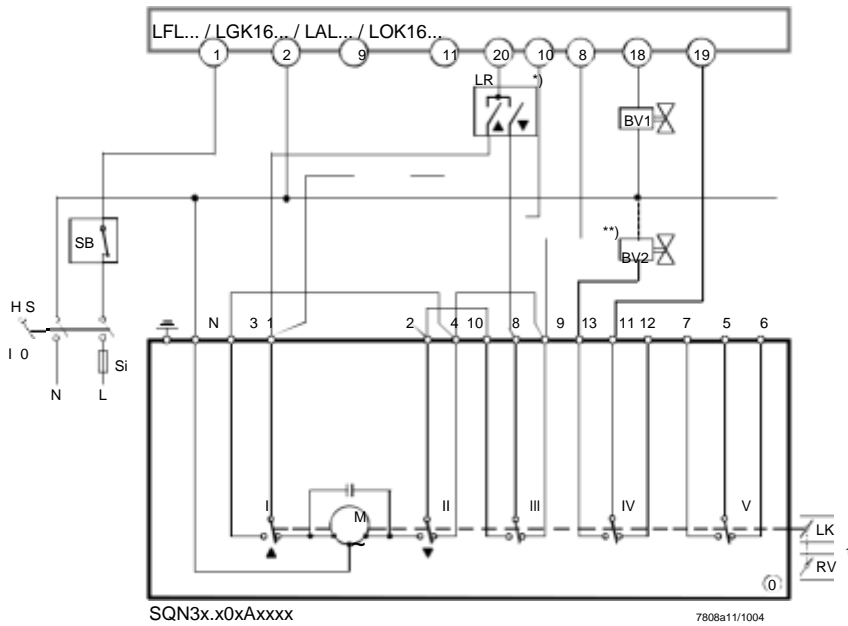 LFL... / LGK16... / LAL... / LOK16...
1 2 9 11 20 10 8 18 19
LR *)
BV1
SB
**)
BV2
H S
I 0
Si
N L
N 3 1 2 4 10 8 9 13 11 12 7 5 6
I M II III IV V
~
LK
RV
0
SQN3x.x0xAxxxx
7808a11/1004